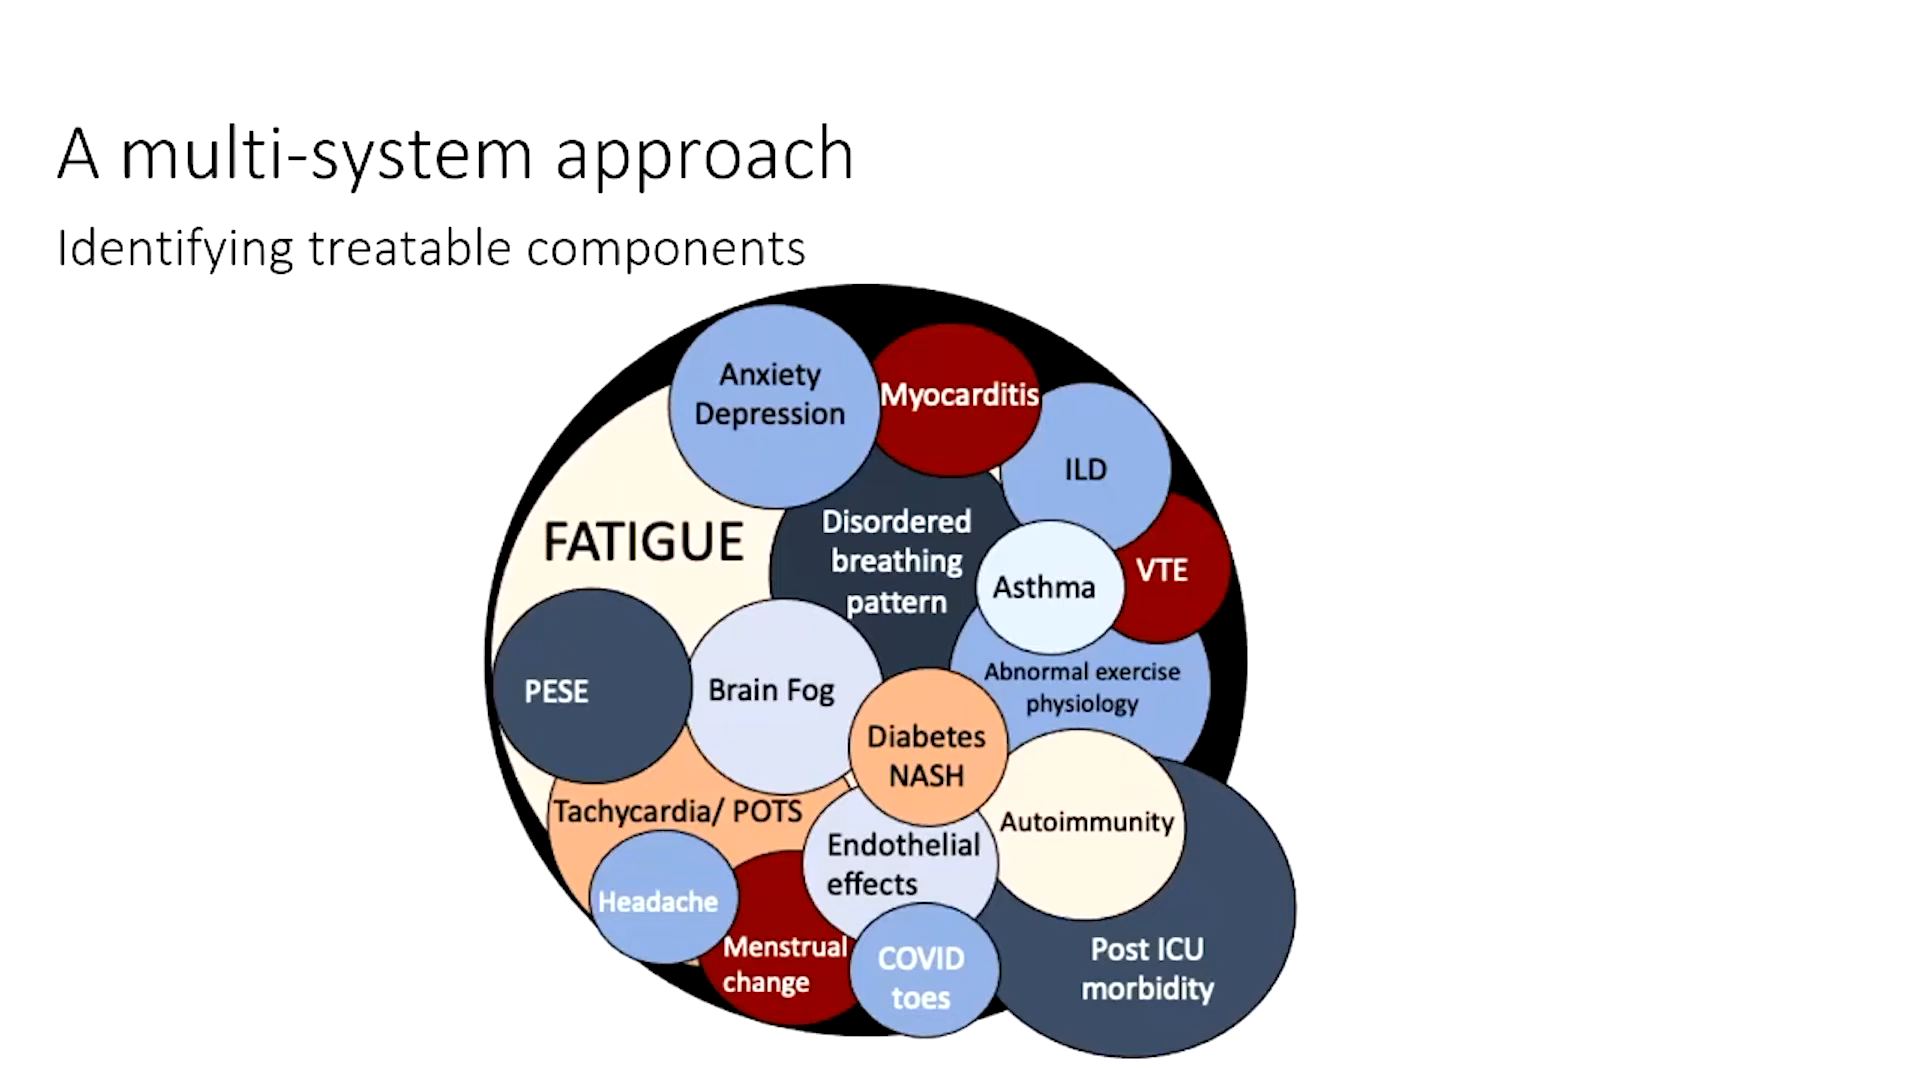 A multi-system approach
Identifying treatable components
Anxiety
Depression
Myocarditis
ILD
FATIGUE
Disordered
breathing
pattern
Asthma
VTE
PESE
Brain Fog
Abnormal exercise
physiology
Diabetes
NASH
Tachycardia/ POTS
Autoimmunity
Endothelial
effects
Headache
Menstrual
change
COVID
toes
Post ICU
morbidity